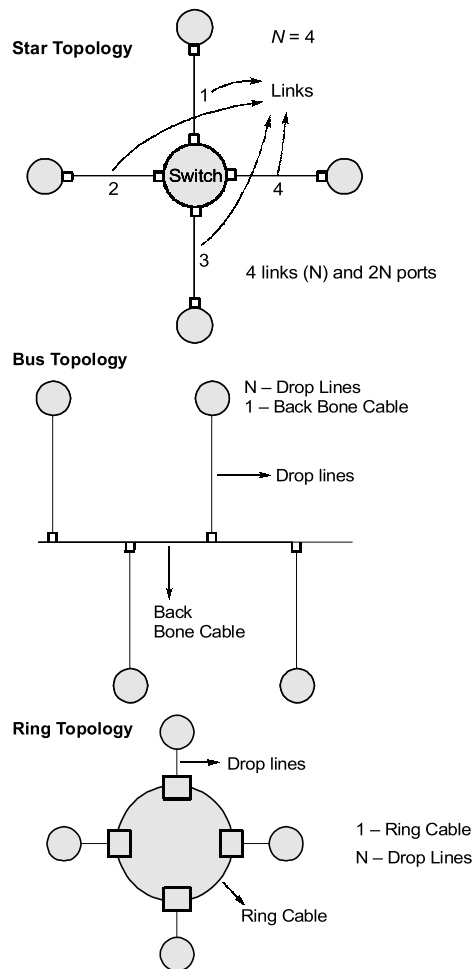 Star Topology
N = 4
1
Links
2
Switch
4
3
4 links (N) and 2N ports
Bus Topology
N – Drop Lines
1 – Back Bone Cable
Drop lines
Back
Bone Cable
Ring Topology
Drop lines
1 – Ring Cable
N – Drop Lines
Ring Cable